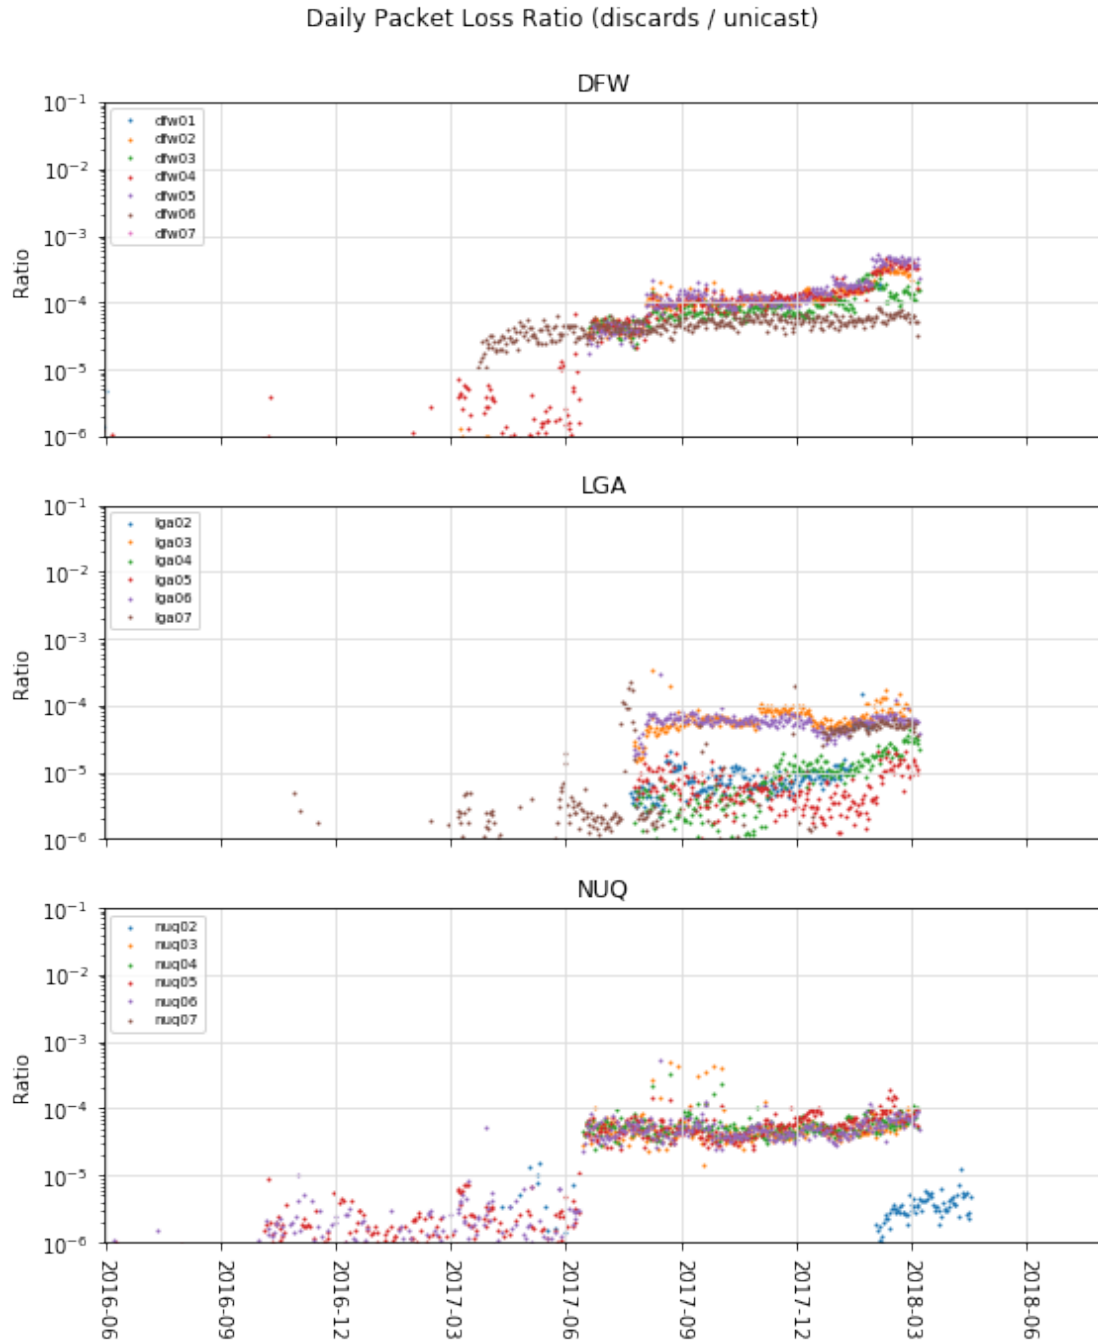 Daily Packet Loss Ratio (discards / unicast)
DFW
10⁻¹
10⁻²
10⁻³
10⁻⁴
10⁻⁵
10⁻⁶
Ratio
dfw01
dfw02
dfw03
dfw04
dfw05
dfw06
dfw07
LGA
10⁻¹
10⁻²
10⁻³
10⁻⁴
10⁻⁵
10⁻⁶
Ratio
lga02
lga03
lga04
lga05
lga06
lga07
NUQ
10⁻¹
10⁻²
10⁻³
10⁻⁴
10⁻⁵
10⁻⁶
Ratio
nuq02
nuq03
nuq04
nuq05
nuq06
nuq07
2016-06
2016-09
2016-12
2017-03
2017-06
2017-09
2017-12
2018-03
2018-06